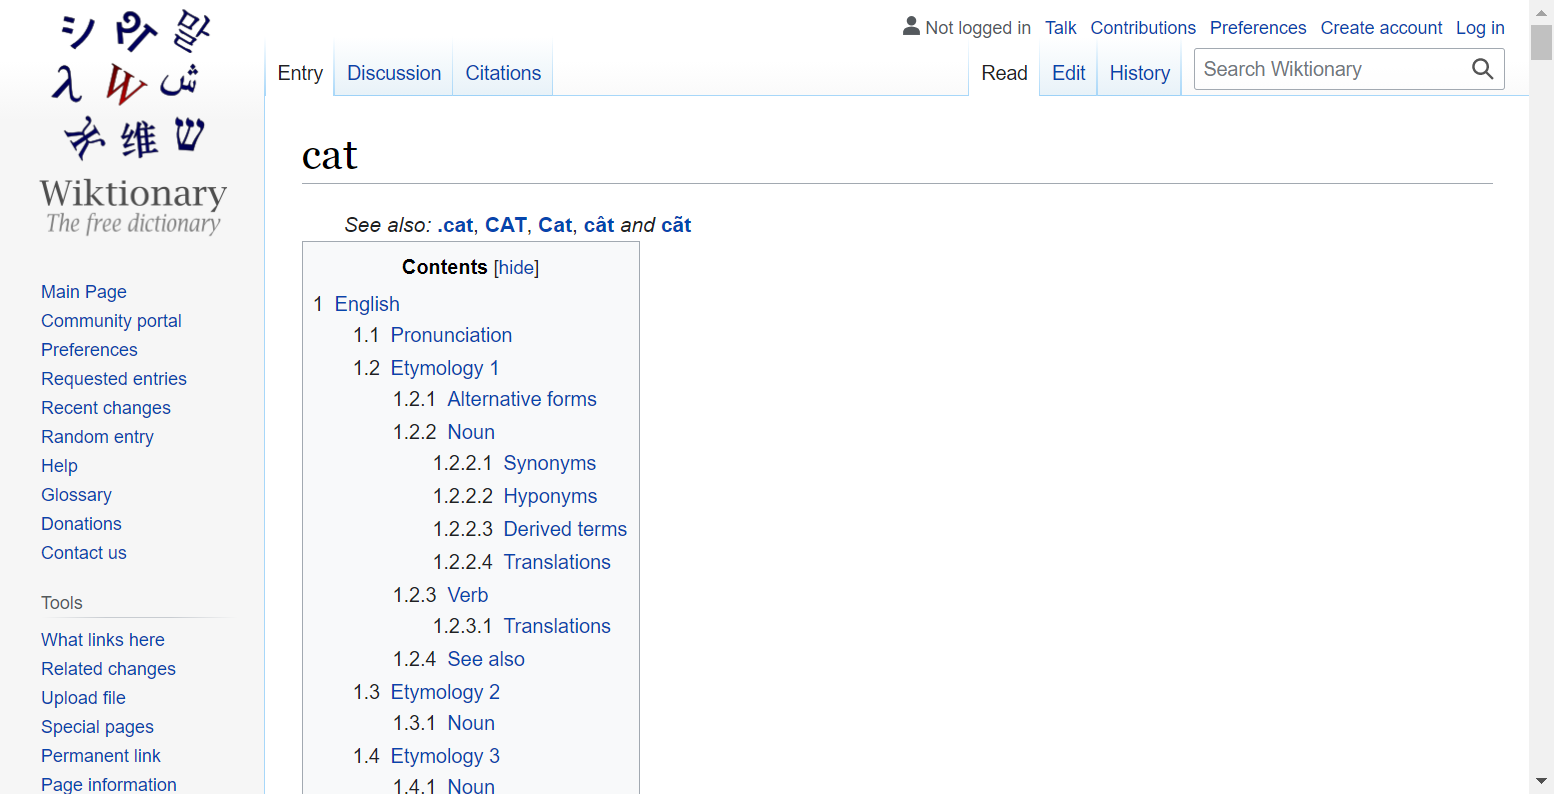 シ
り
말
λ
W
ش
维
ש
Wiktionary
The free dictionary
Main Page
Community portal
Preferences
Requested entries
Recent changes
Random entry
Help
Glossary
Donations
Contact us
Tools
What links here
Related changes
Upload file
Special pages
Permanent link
Page information
Not logged in Talk Contributions Preferences Create account Log in
Entry Discussion Citations Read Edit History Search Wiktionary
cat
See also: .cat, CAT, Cat, cât and cãt
Contents [hide]
1 English
1.1 Pronunciation
1.2 Etymology 1
1.2.1 Alternative forms
1.2.2 Noun
1.2.2.1 Synonyms
1.2.2.2 Hyponyms
1.2.2.3 Derived terms
1.2.2.4 Translations
1.2.3 Verb
1.2.3.1 Translations
1.2.4 See also
1.3 Etymology 2
1.3.1 Noun
1.4 Etymology 3
1.4.1 Noun